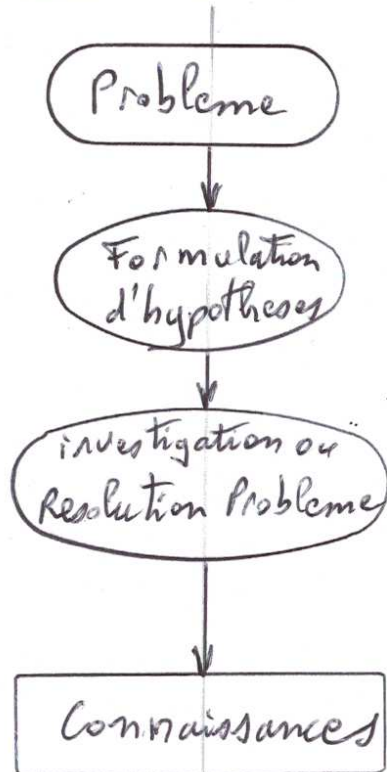 Probleme
Formulation
d'hypotheses
investigation ou
Resolution Probleme
Connaissances